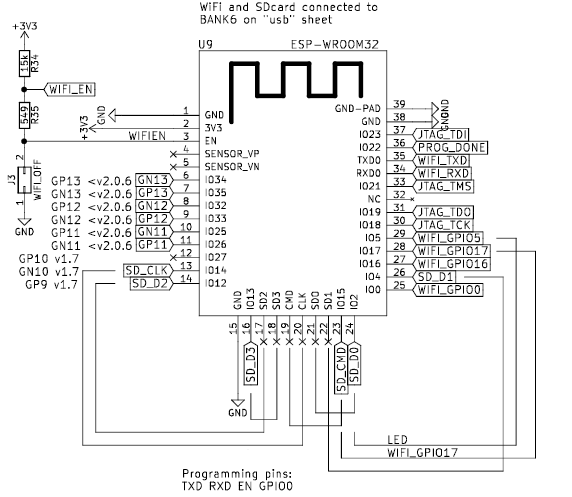 WiFi and SDcard connected to
BANK6 on "usb" sheet
+3V3
U9
ESP-WROOM32
15k
R34
WIFI_EN
549
R35
GND
1
GND
+3V3
2
3V3
WIFIEN
3
EN
4
SENSOR_VP
5
SENSOR_VN
J3
WIFI_OFF
2
1
GND
GP13 <v2.0.6
GN13
6
IO34
GN13 <v2.0.6
GP13
7
IO35
GP12 <v2.0.6
GN12
8
IO32
GN12 <v2.0.6
GP12
9
IO33
GP11 <v2.0.6
GN11
10
IO25
GN11 <v2.0.6
GP11
11
IO26
GP10 v1.7
12
IO27
GN10 v1.7
SD_CLK
13
IO14
GP9 v1.7
SD_D2
14
IO12
GND-PAD
39
GND
38
GND
GND
IO23
37
JTAG_TDI
IO22
36
PROG_DONE
TXD0
35
WIFI_TXD
RXD0
34
WIFI_RXD
IO21
33
JTAG_TMS
NC
32
IO19
31
JTAG_TDO
IO18
30
JTAG_TCK
IO5
29
WIFI_GPIO5
IO17
28
WIFI_GPIO17
IO16
27
WIFI_GPIO16
IO4
26
SD_D1
IO0
25
WIFI_GPIO0
GND
IO13
SD2
SD3
CMD
CLK
SD0
SD1
IO15
IO2
15
16
17
18
19
20
21
22
23
24
SD_D3
SD_CMD
SD_D0
GND
LED
WIFI_GPIO17
Programming pins:
TXD RXD EN GPIO0